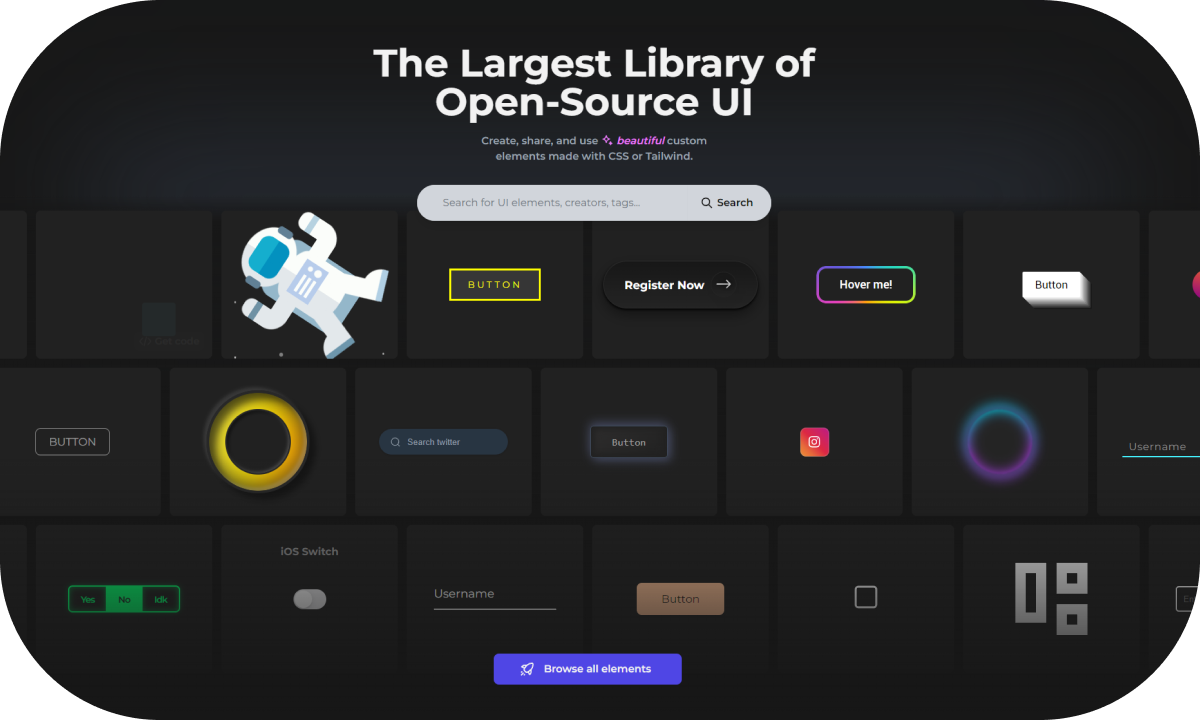 The Largest Library of
Open-Source UI
Create, share, and use beautiful custom
elements made with CSS or Tailwind.
Search for UI elements, creators, tags...
Search
BUTTON
Register Now
Hover me!
Button
BUTTON
Search twitter
Button
Username
iOS Switch
Yes
No
Idk
Username
Button
Browse all elements